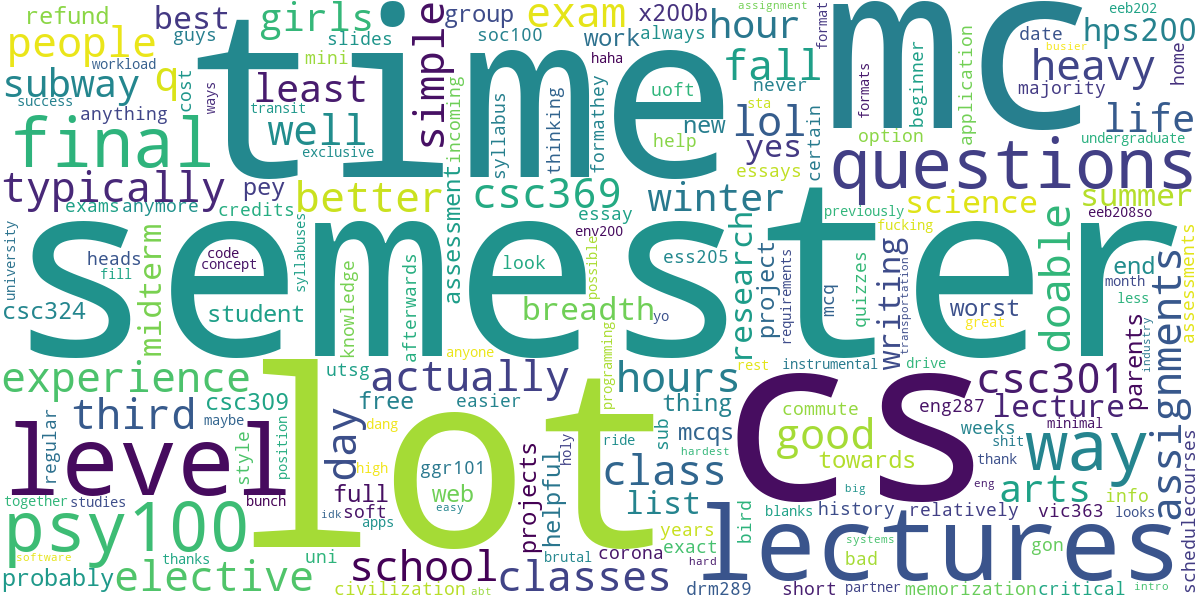 refund
best
girls
group
exam
x200b
hour
assignment
format
eeb202
people
guys
slides
soc100
work
always
fall
mc
date
busier
hps200
workload
time
mini
haha
beginner
heavy
home
subway
q
cost
ways
least
simple
uoft
never
formats
majority
application
success
anything
transit
well
incoming
syllabus
thinking
formathey
new
help
lol
yes
sta
certain
option
life
undergraduate
final
exclusive
essays
questions
typically
pey
better
assessment
csc369
winter
science
summer
exams
anymore
credits
essay
env200
previously
eeb208so
university
heads
code
concept
syllabuses
semester
look
ess205
possible
research
project
requirements
mcq
quizzes
fucking
writing
transportation
worst
great
doable
end
month
less
industry
assignments
assessments
fill
midterm
student
knowledge
afterwards
breadth
yo
csc324
anyone
programming
rest
instrumental
drive
experience
utsg
actually
hours
cs
csc301
parents
third
csc309
free
easier
thing
commute
eng287
lecture
minimal
regular
maybe
day
dang
lot
sub
mcqs
good
weeks
shit
way
level
style
position
high
ggr101
ride
hardest
towards
thank
courses
together
studies
bunch
full
web
easy
projects
helpful
holy
class
list
big
eng
arts
info
psy100
idk
soft
apps
years
bird
blanks
history
relatively
vic363
looks
software
thanks
uni
school
brutal
corona
exact
hard
lectures
systems
bad
gon
schedule
probably
elective
civilization
abt
classes
drm289
short
partner
memorization
critical
intro